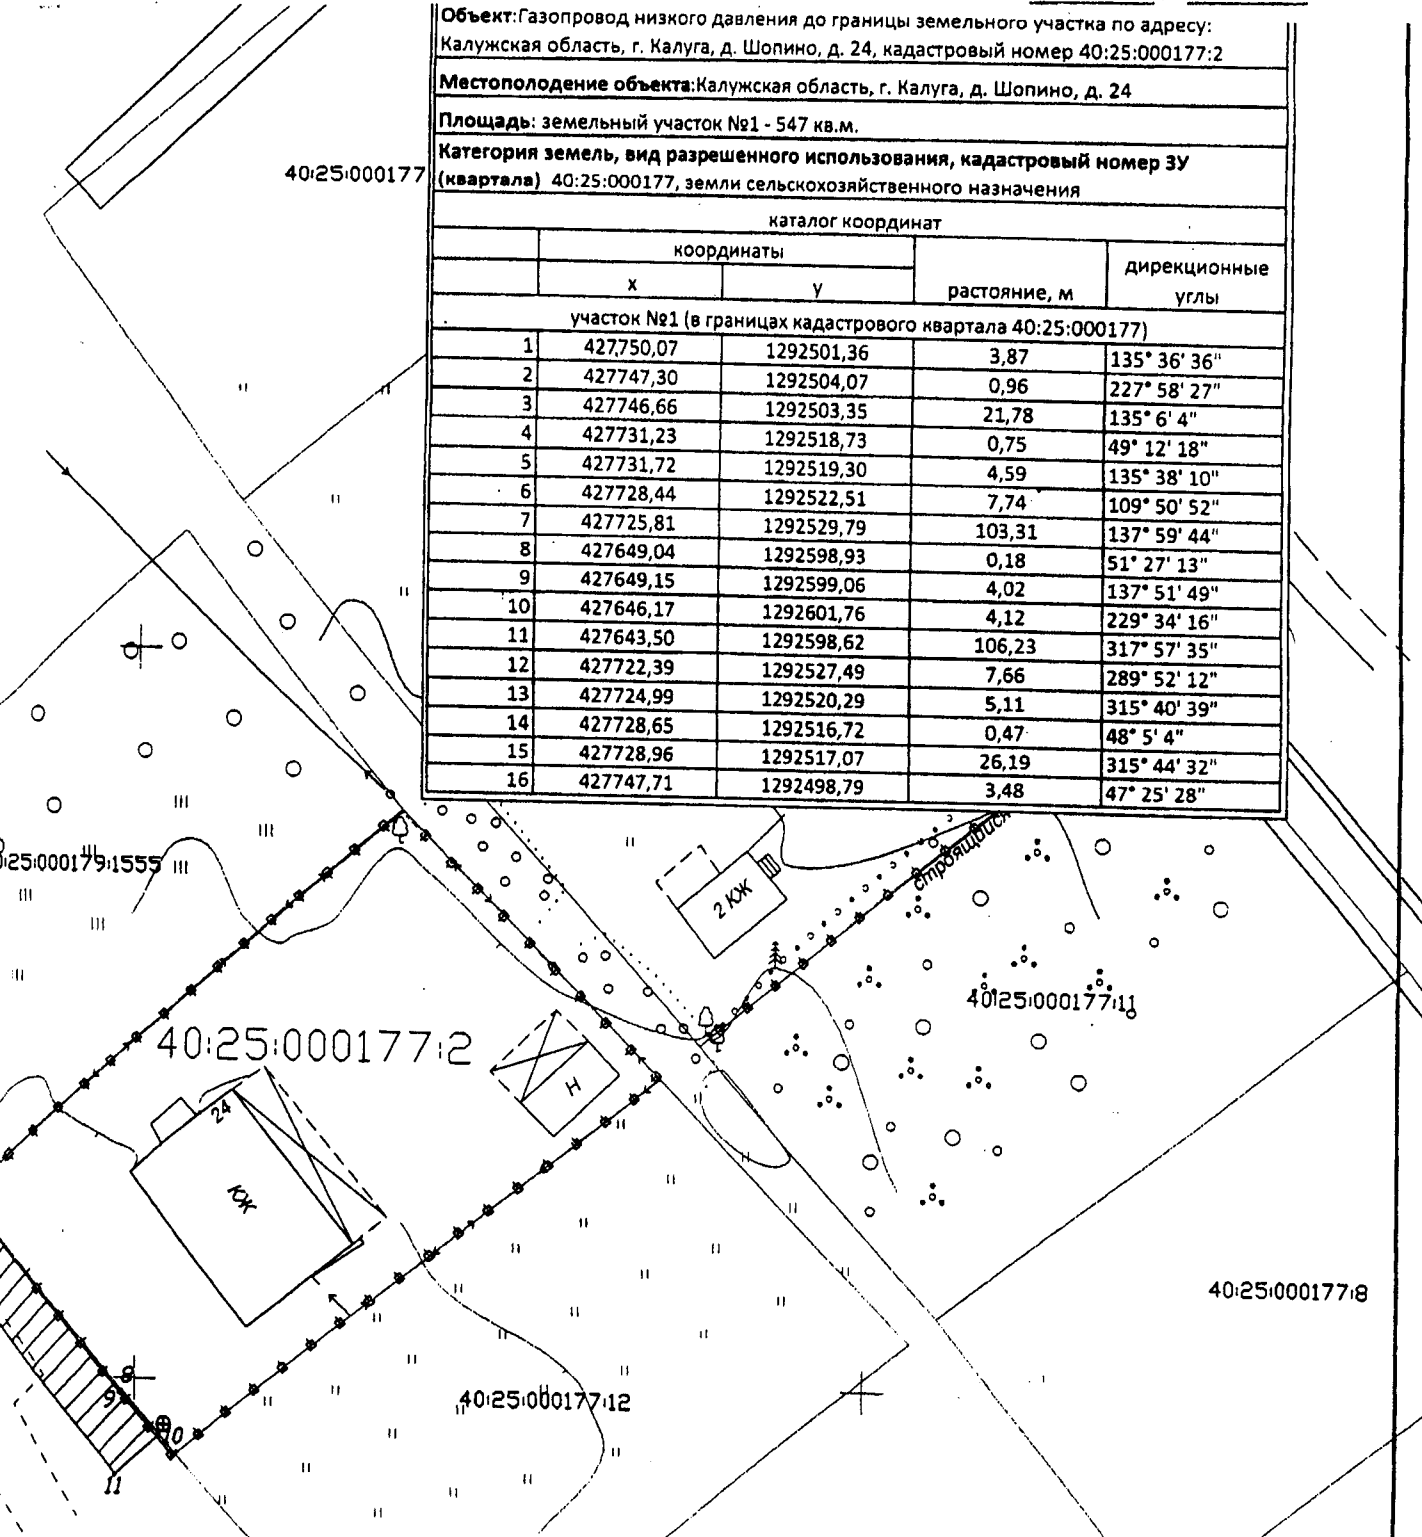 Объект:Газопровод низкого давления до границы земельного участка по адресу:
Калужская область, г. Калуга, д. Шопино, д. 24, кадастровый номер 40:25:000177:2
Местополодение объекта:Калужская область, г. Калуга, д. Шопино, д. 24
Площадь: земельный участок №1 - 547 кв.м.
Категория земель, вид разрешенного использования, кадастровый номер ЗУ
(квартала) 40:25:000177, земли сельскохозяйственного назначения
каталог координат
координаты
x y растояние, м дирекционные углы
участок №1 (в границах кадастрового квартала 40:25:000177)
1 427750,07 1292501,36 3,87 135° 36' 36"
2 427747,30 1292504,07 0,96 227° 58' 27"
3 427746,66 1292503,35 21,78 135° 6' 4"
4 427731,23 1292518,73 0,75 49° 12' 18"
5 427731,72 1292519,30 4,59 135° 38' 10"
6 427728,44 1292522,51 7,74 109° 50' 52"
7 427725,81 1292529,79 103,31 137° 59' 44"
8 427649,04 1292598,93 0,18 51° 27' 13"
9 427649,15 1292599,06 4,02 137° 51' 49"
10 427646,17 1292601,76 4,12 229° 34' 16"
11 427643,50 1292598,62 106,23 317° 57' 35"
12 427722,39 1292527,49 7,66 289° 52' 12"
13 427724,99 1292520,29 5,11 315° 40' 39"
14 427728,65 1292516,72 0,47 48° 5' 4"
15 427728,96 1292517,07 26,19 315° 44' 32"
16 427747,71 1292498,79 3,48 47° 25' 28"
40:25:000177
:25:000179:1555
строящийся
2 КЖ
40:25:000177:11
40:25:000177:2
Н
24
КЖ
40:25:000177:8
8
9
40:25:000177:12
11